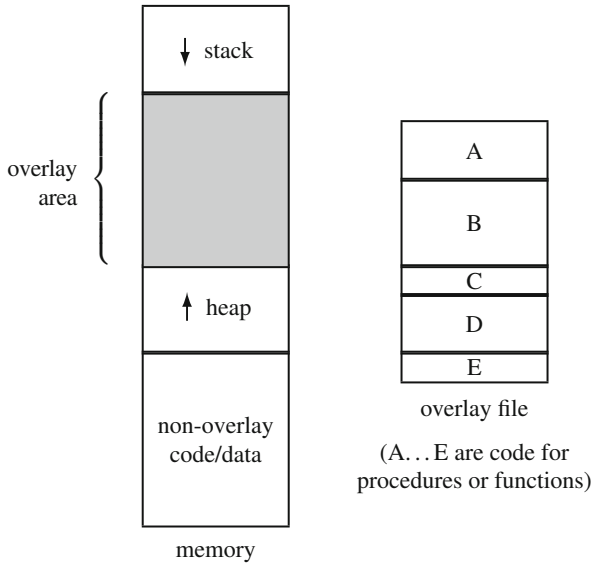 stack
overlay
area
heap
non-overlay
code/data
memory
A
B
C
D
E
overlay file
(A...E are code for
procedures or functions)